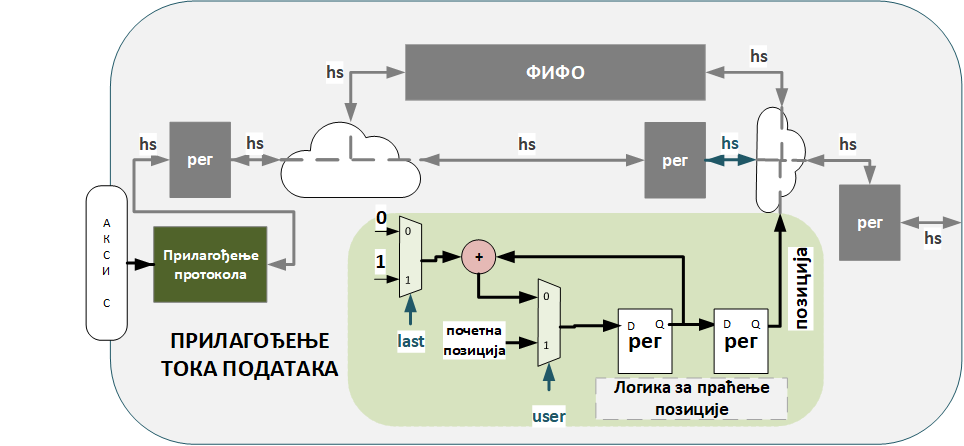 hs
ФИФО
hs
hs
рег
hs
hs
рег
hs
hs
рег
hs
А
К
С
И
С
Прилагођење
протокола
0
0
1
1
last
+
0
1
почетна
позиција
user
D
Q
рег
D
Q
рег
позиција
Логика за праћење
позиције
ПРИЛАГОЂЕЊЕ
ТОКА ПОДАТАКА